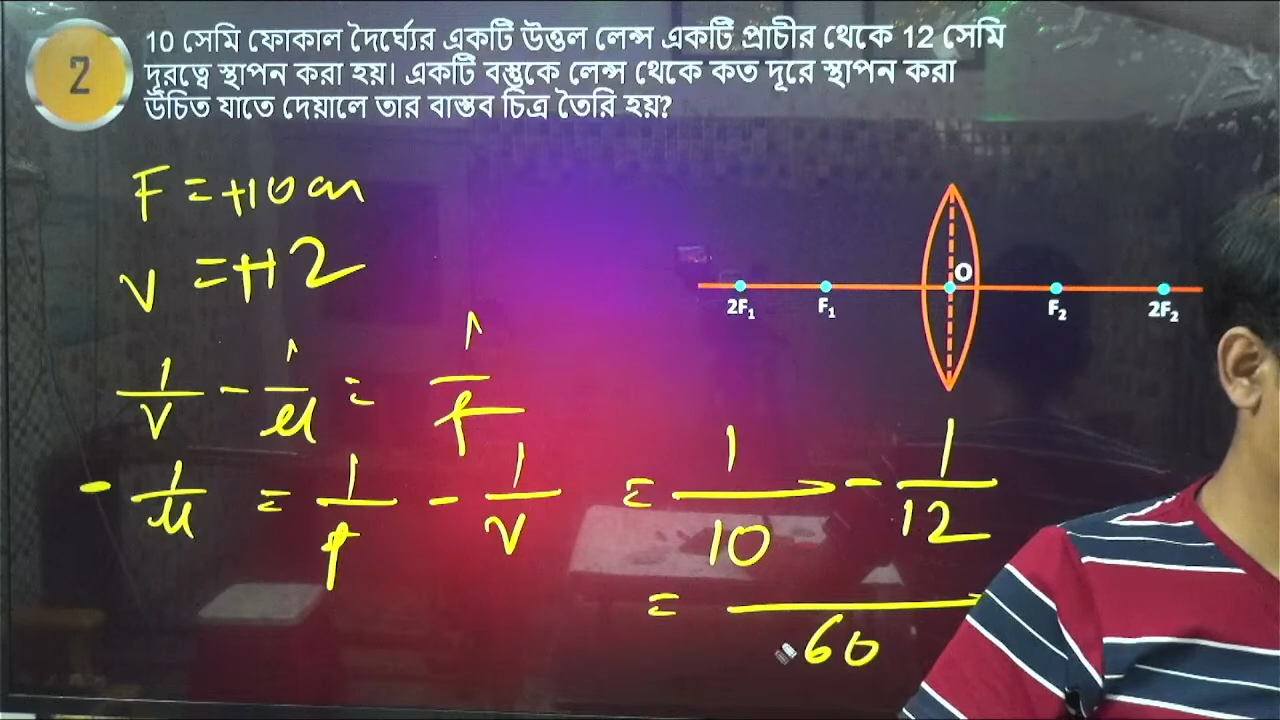 2
10 সেমি ফোকাল দৈর্ঘ্যের একটি উত্তল লেন্স একটি প্রাচীর থেকে 12 সেমি
দূরত্বে স্থাপন করা হয়। একটি বস্তুকে লেন্স থেকে কত দূরে স্থাপন করা
উচিত যাতে দেয়ালে তার বাস্তব চিত্র তৈরি হয়?
F = +10 cm
v = +12
1/v - 1/u = 1/f
- 1/u = 1/f - 1/v = 1/10 - 1/12
= /60
O
2F₁ F₁ F₂ 2F₂